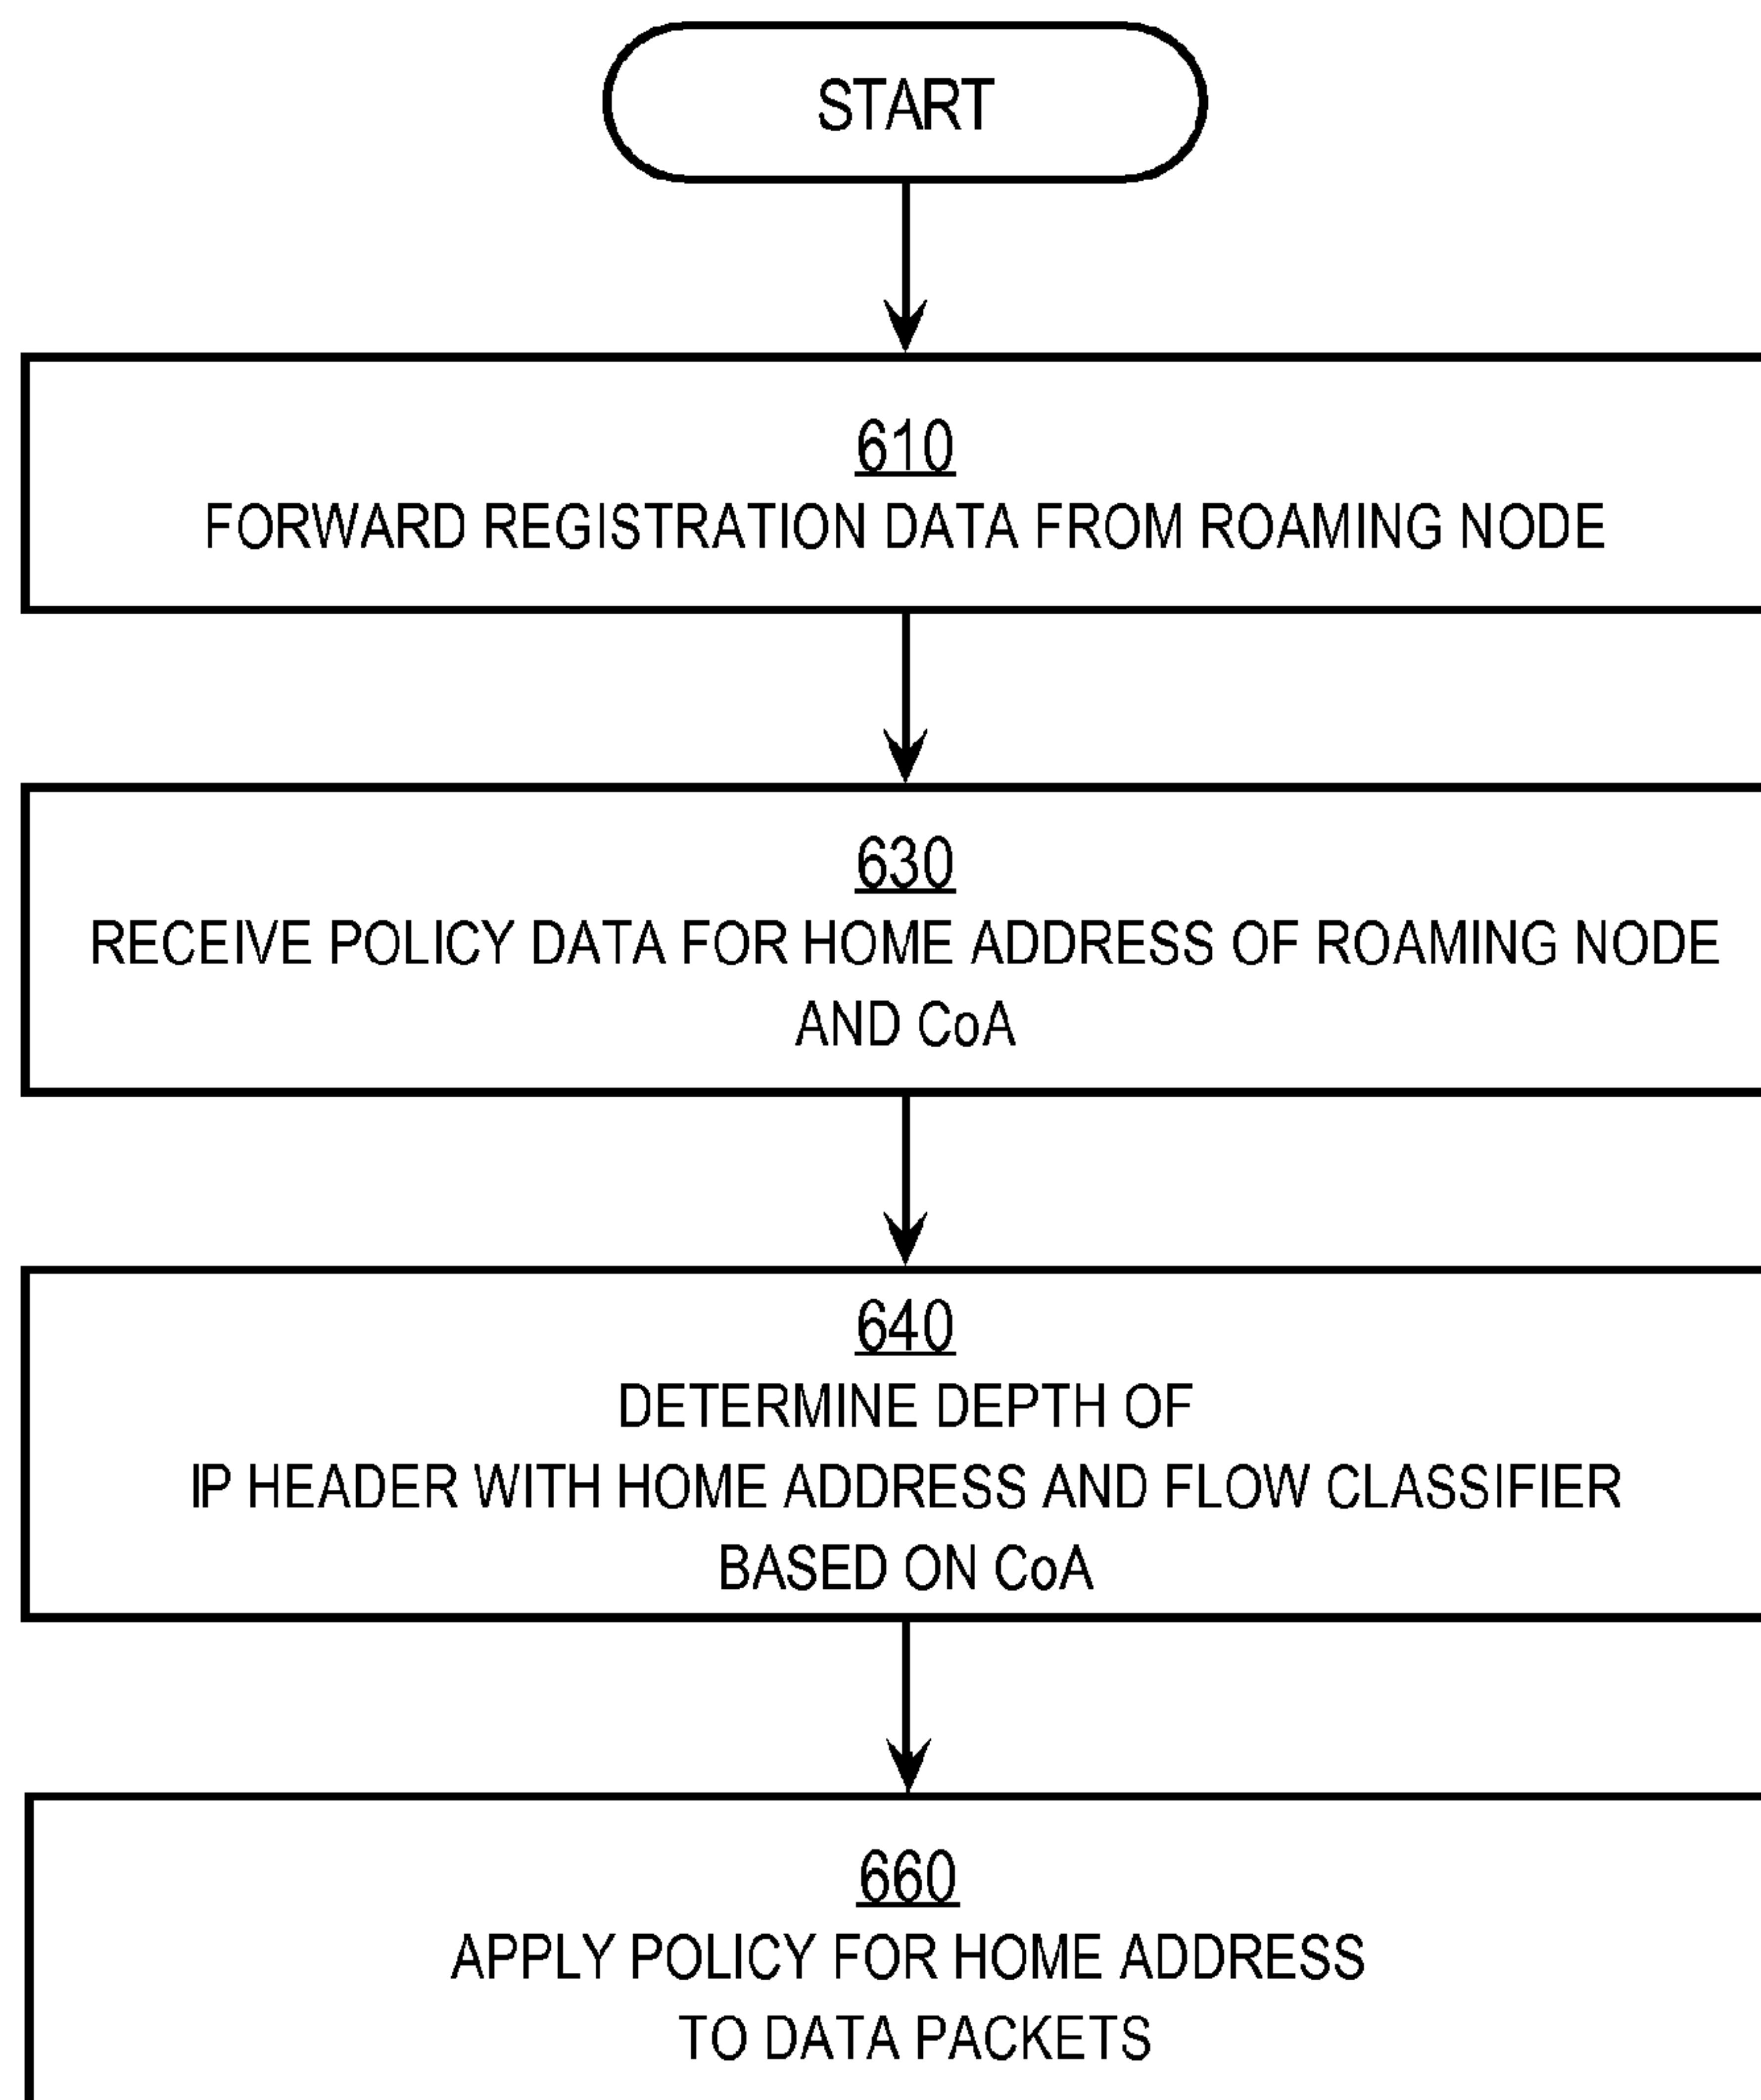 START
610
FORWARD REGISTRATION DATA FROM ROAMING NODE
630
RECEIVE POLICY DATA FOR HOME ADDRESS OF ROAMING NODE
AND CoA
640
DETERMINE DEPTH OF
IP HEADER WITH HOME ADDRESS AND FLOW CLASSIFIER
BASED ON CoA
660
APPLY POLICY FOR HOME ADDRESS
TO DATA PACKETS